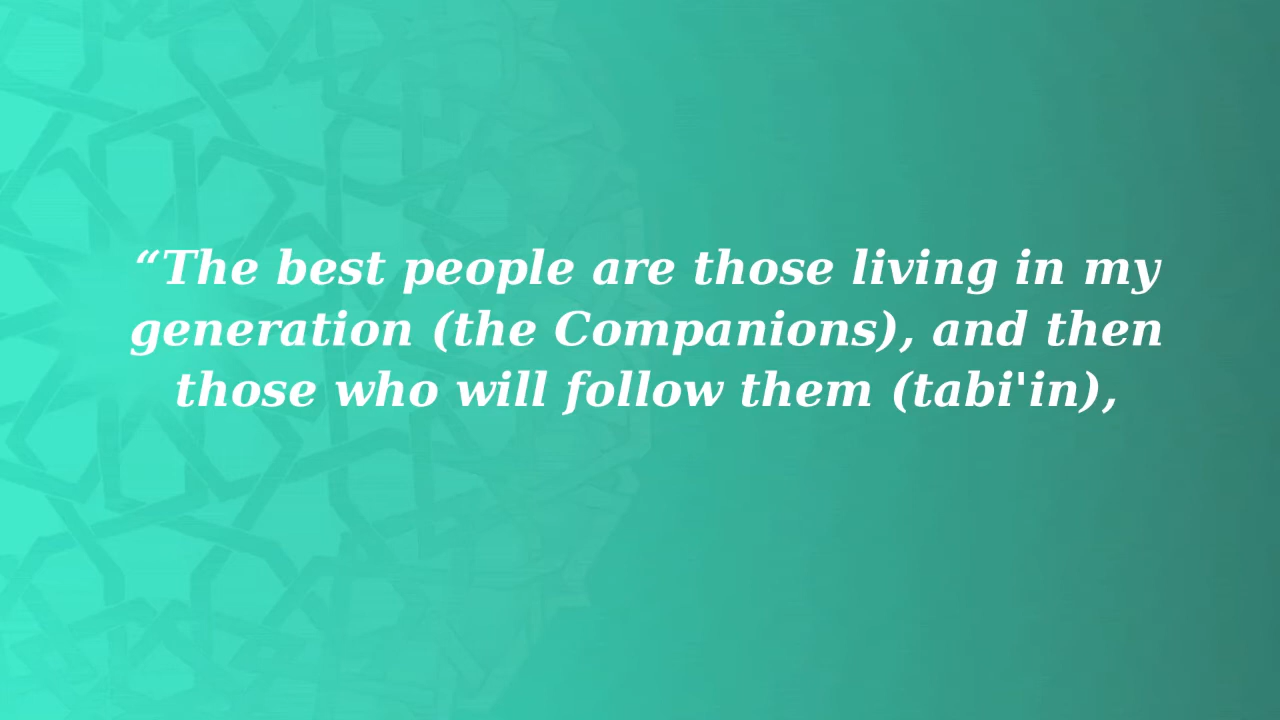 “The best people are those living in my
generation (the Companions), and then
those who will follow them (tabi'in),